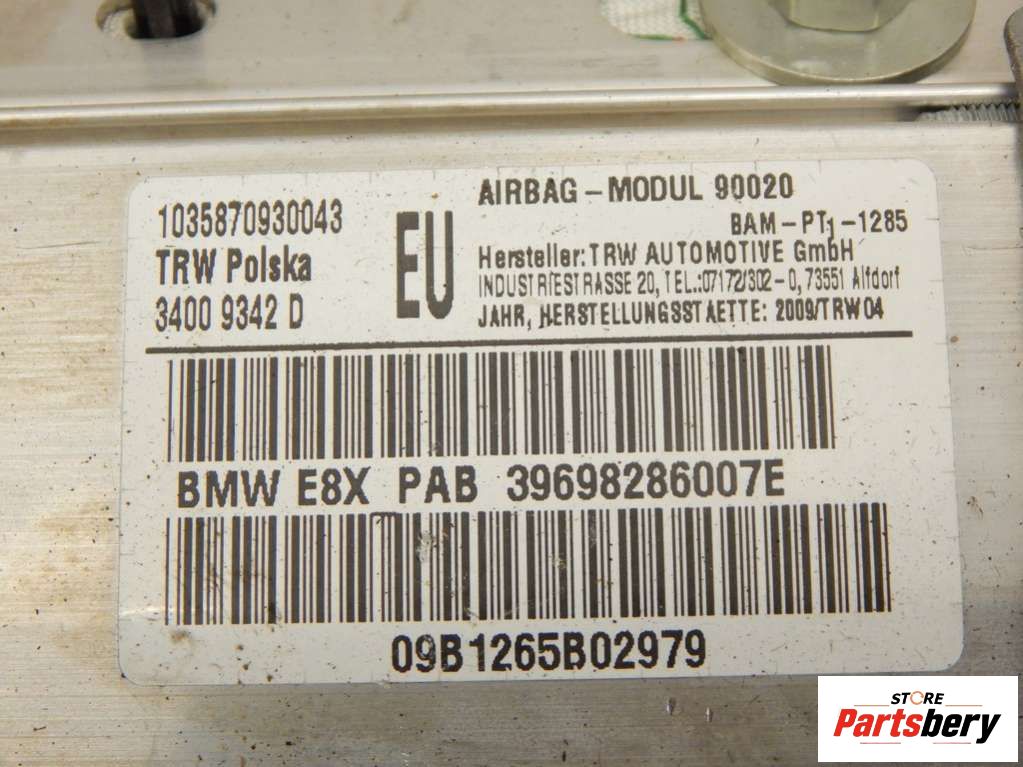 1035870930043
TRW Polska
3400 9342 D
EU
AIRBAG - MODUL 90020
BAM-PT1-1285
Hersteller: TRW AUTOMOTIVE GmbH
INDUSTRIESTRASSE 20, TEL.:07172/302-0, 73551 Alfdorf
JAHR, HERSTELLUNGSSTAETTE: 2009/TRW04
BMW E8X PAB 39698286007E
09B1265B02979
STORE
Partsbery